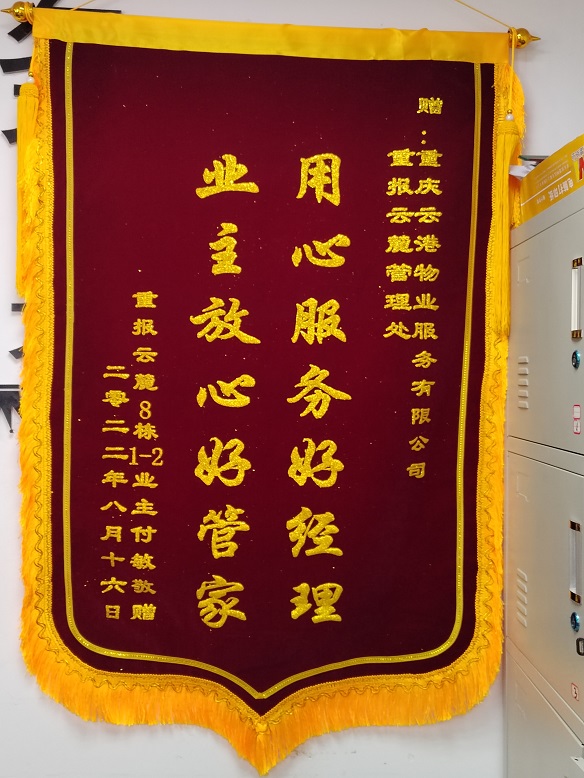 赠:重庆云港物业服务有限公司
重报云麓管理处
用心服务好经理
业主放心好管家
重报云麓8栋1-2业主付敏敬赠
二零二二年八月十六日